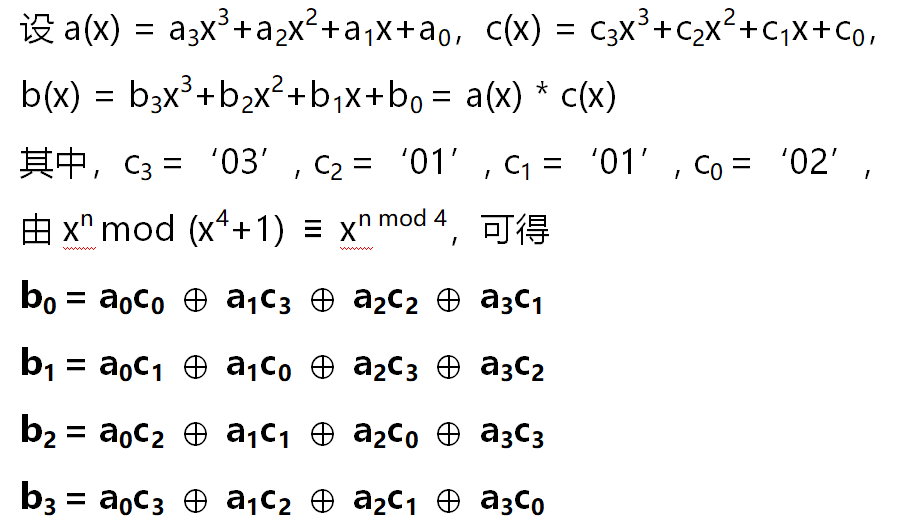 设 a(x) = a₃x³+a₂x²+a₁x+a₀，c(x) = c₃x³+c₂x²+c₁x+c₀，
b(x) = b₃x³+b₂x²+b₁x+b₀ = a(x) * c(x)
其中，c₃ = ‘03’, c₂ = ‘01’, c₁ = ‘01’, c₀ = ‘02’,
由 xⁿ mod (x⁴+1) ≡ xⁿ ᵐᵒᵈ ⁴，可得
b₀ = a₀c₀ ⊕ a₁c₃ ⊕ a₂c₂ ⊕ a₃c₁
b₁ = a₀c₁ ⊕ a₁c₀ ⊕ a₂c₃ ⊕ a₃c₂
b₂ = a₀c₂ ⊕ a₁c₁ ⊕ a₂c₀ ⊕ a₃c₃
b₃ = a₀c₃ ⊕ a₁c₂ ⊕ a₂c₁ ⊕ a₃c₀